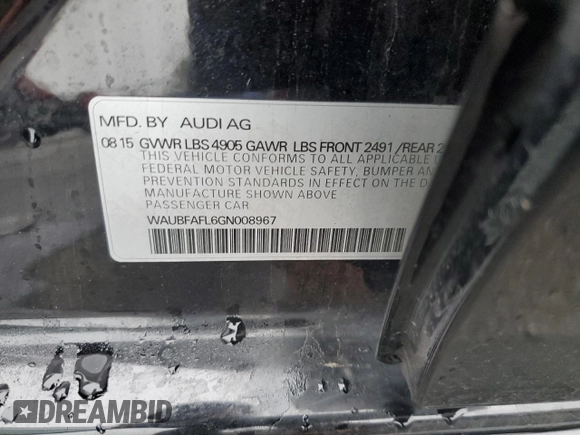 MFD. BY AUDI AG
08 15 GVWR LBS 4905 GAWR LBS FRONT 2491 /REAR
THIS VEHICLE CONFORMS TO ALL APPLICABLE
FEDERAL MOTOR VEHICLE SAFETY, BUMPER AN
PREVENTION STANDARDS IN EFFECT ON THE D
MANUFACTURE SHOWN ABOVE
PASSENGER CAR
WAUBFAFL6GN008967
DREAMBID